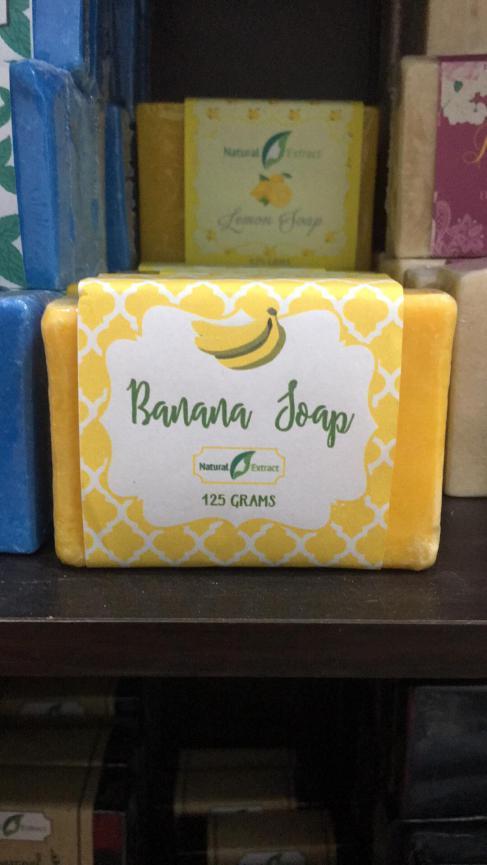 Natural Extract
Lemon Soap
Banana Soap
Natural Extract
125 GRAMS